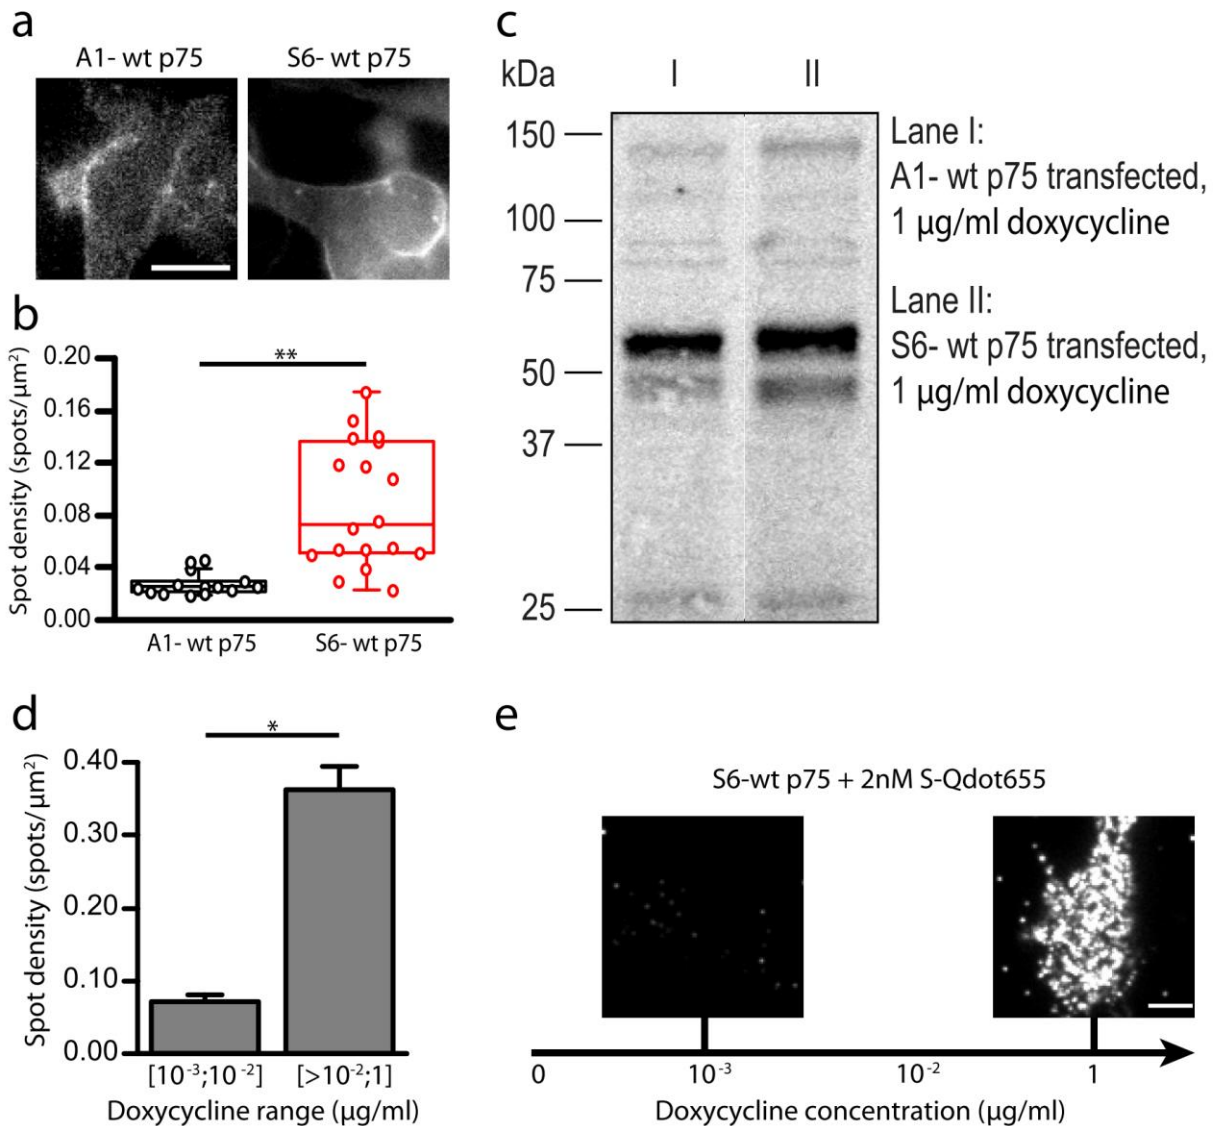 a
A1- wt p75 S6- wt p75
b
Spot density (spots/µm²)
0.20
0.16
0.12
0.08
0.04
0.00
**
A1- wt p75 S6- wt p75
c
kDa I II
150
100
75
50
37
25
Lane I:
A1- wt p75 transfected,
1 µg/ml doxycycline
Lane II:
S6- wt p75 transfected,
1 µg/ml doxycycline
d
Spot density (spots/µm²)
0.40
0.30
0.20
0.10
0.00
*
[10⁻³;10⁻²] [>10⁻²;1]
Doxycycline range (µg/ml)
e
S6-wt p75 + 2nM S-Qdot655
0 10⁻³ 10⁻² 1
Doxycycline concentration (µg/ml)